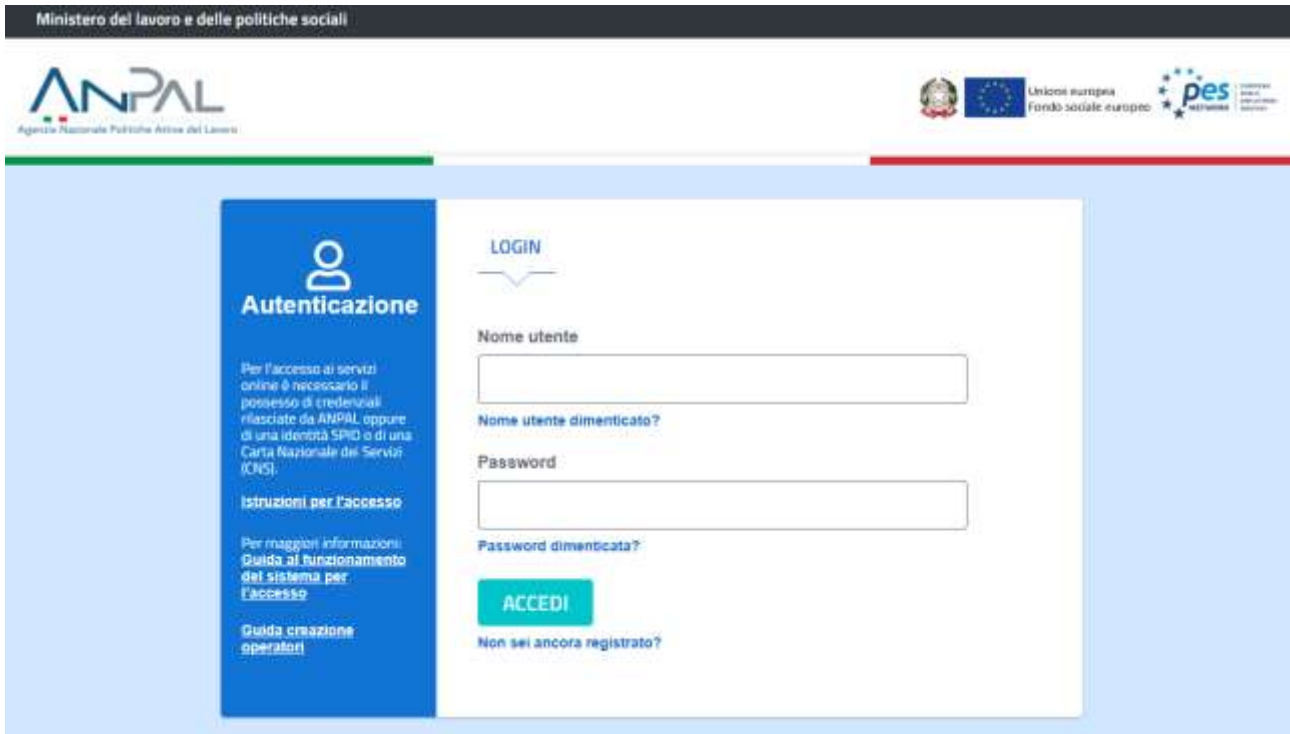 Ministero del lavoro e delle politiche sociali
ANPAL
Agenzia Nazionale Politiche Attive del Lavoro
Unione europea
Fondo sociale europeo
pes
NETWORK
LOGIN
Autenticazione
Per l'accesso ai servizi
online è necessario il
possesso di credenziali
rilasciate da ANPAL oppure
di una identità SPID o di una
Carta Nazionale dei Servizi
(CNS).
Istruzioni per l'accesso
Per maggiori informazioni:
Guida al funzionamento
del sistema per
l'accesso
Guida creazione
operatori
Nome utente
Nome utente dimenticato?
Password
Password dimenticata?
ACCEDI
Non sei ancora registrato?